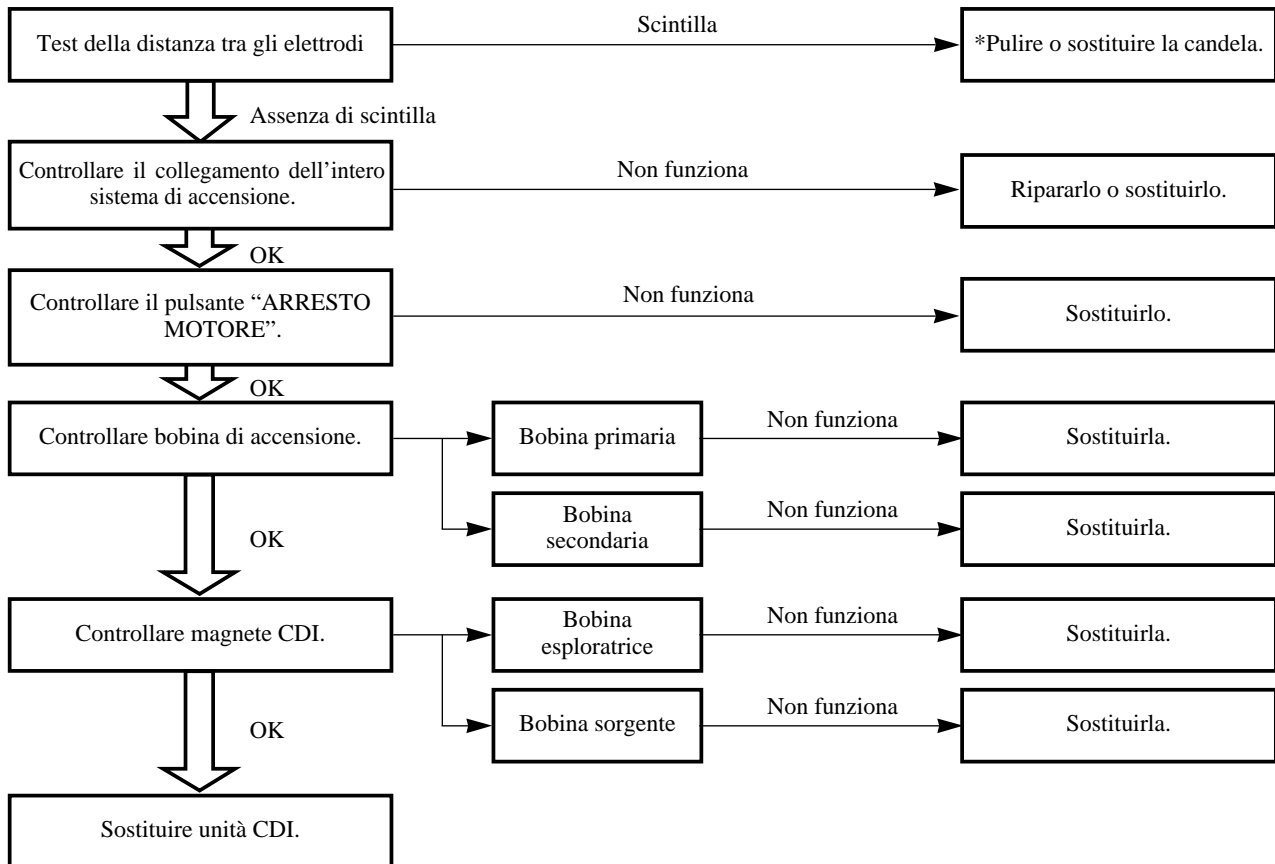 Test della distanza tra gli elettrodi
Scintilla
*Pulire o sostituire la candela.
Assenza di scintilla
Controllare il collegamento dell’intero
sistema di accensione.
Non funziona
Ripararlo o sostituirlo.
OK
Controllare il pulsante “ARRESTO
MOTORE”.
Non funziona
Sostituirlo.
OK
Controllare bobina di accensione.
Bobina primaria
Non funziona
Sostituirla.
Bobina
secondaria
Non funziona
Sostituirla.
OK
Controllare magnete CDI.
Bobina
esploratrice
Non funziona
Sostituirla.
Bobina sorgente
Non funziona
Sostituirla.
OK
Sostituire unità CDI.